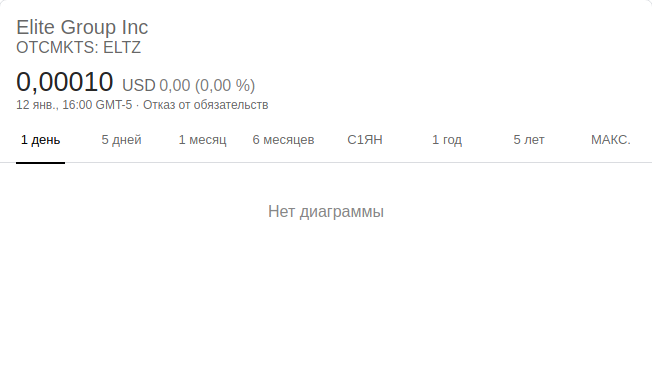 Elite Group Inc
OTCMKTS: ELTZ
0,00010 USD 0,00 (0,00 %)
12 янв., 16:00 GMT-5 · Отказ от обязательств
1 день 5 дней 1 месяц 6 месяцев С1ЯН 1 год 5 лет МАКС.
Нет диаграммы